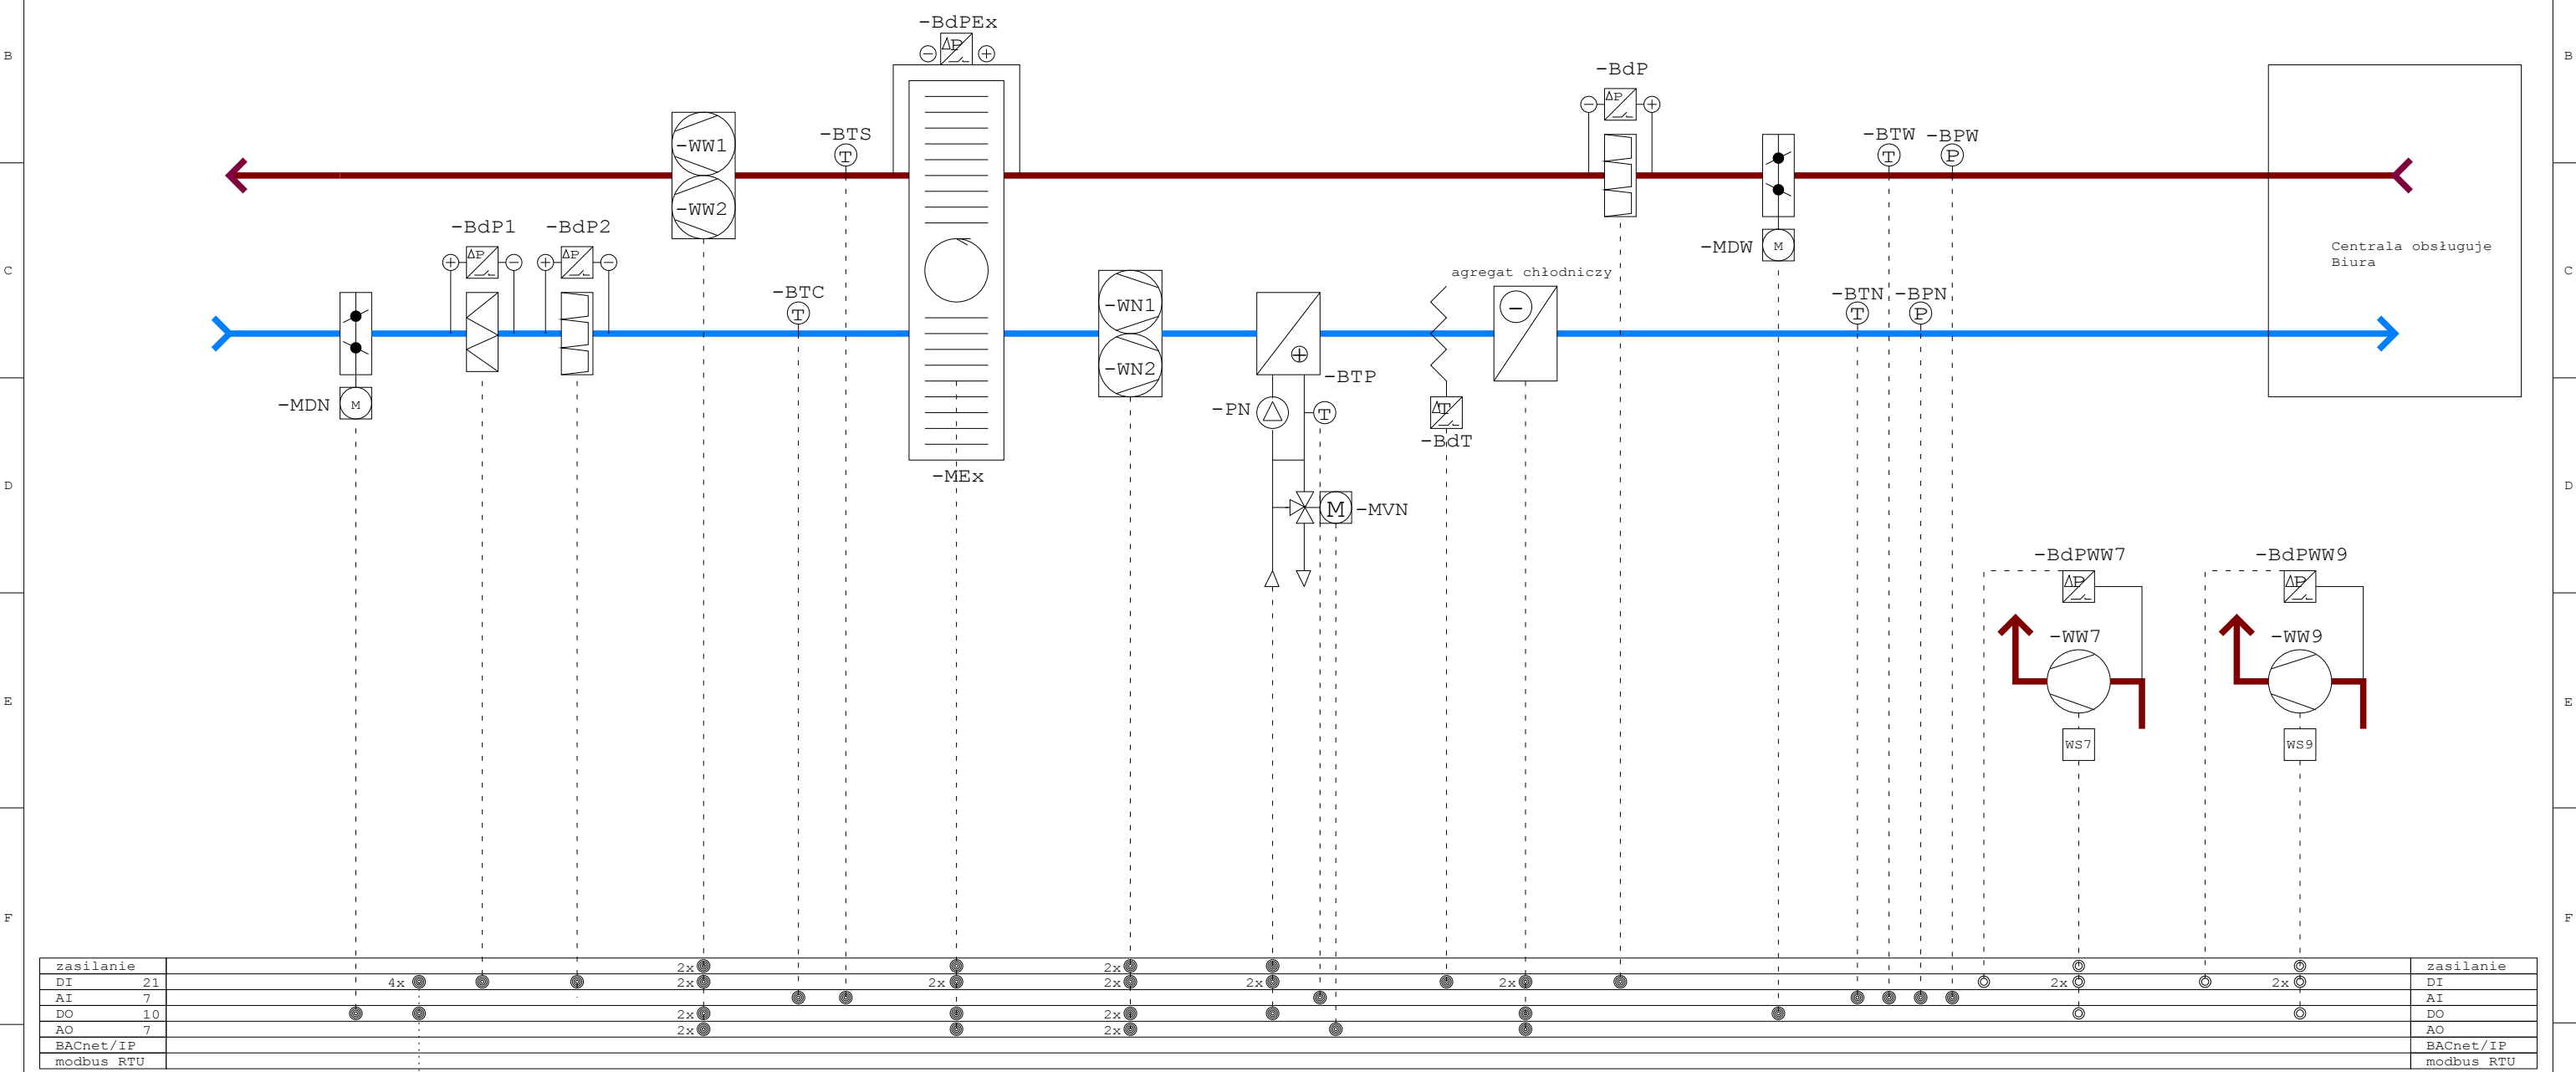 -BdPEx
B
ΔP
B
-BdP
ΔP
-BTS
-BTW
-BPW
-WW1
T
T
P
-WW2
-BdP1
-BdP2
ΔP
ΔP
-MDW
M
Centrala obsługuje
Biura
C
agregat chłodniczy
C
-BTC
-BTN
-BPN
T
-WN1
T
P
-WN2
-BTP
-MDN
M
-PN
T
ΔT
-BdT
-MEx
D
D
M
-MVN
-BdPWW7
-BdPWW9
ΔP
ΔP
-WW7
-WW9
E
E
WS7
WS9
F
F
zasilanie 2x 2x zasilanie
DI 21 4x 2x 2x 2x 2x 2x 2x 2x DI
AI 7 AI
DO 10 2x 2x DO
AO 7 2x 2x AO
BACnet/IP BACnet/IP
modbus RTU modbus RTU